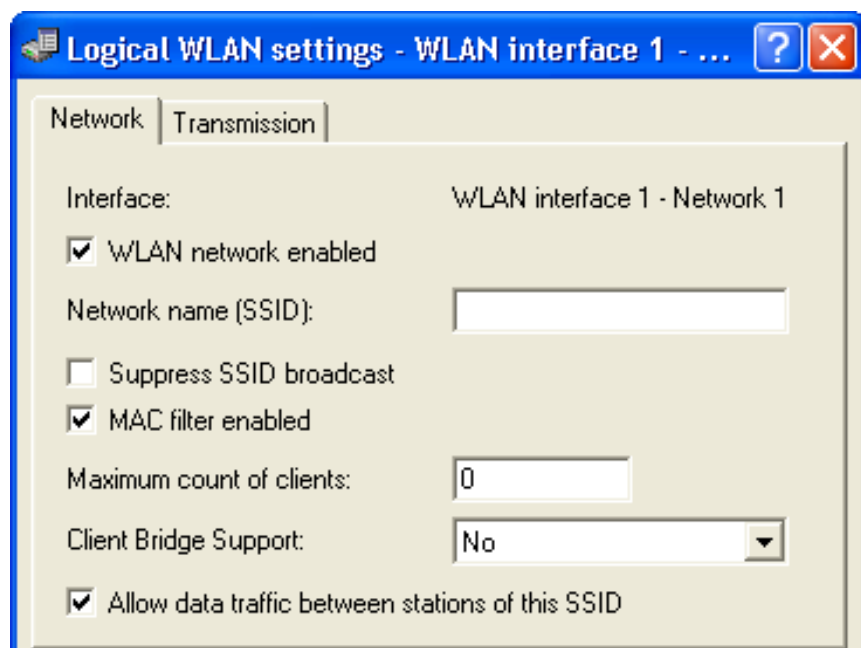 Logical WLAN settings - WLAN interface 1 - ...
Network
Transmission
Interface: WLAN interface 1 - Network 1
WLAN network enabled
Network name (SSID):
Suppress SSID broadcast
MAC filter enabled
Maximum count of clients: 0
Client Bridge Support: No
Allow data traffic between stations of this SSID